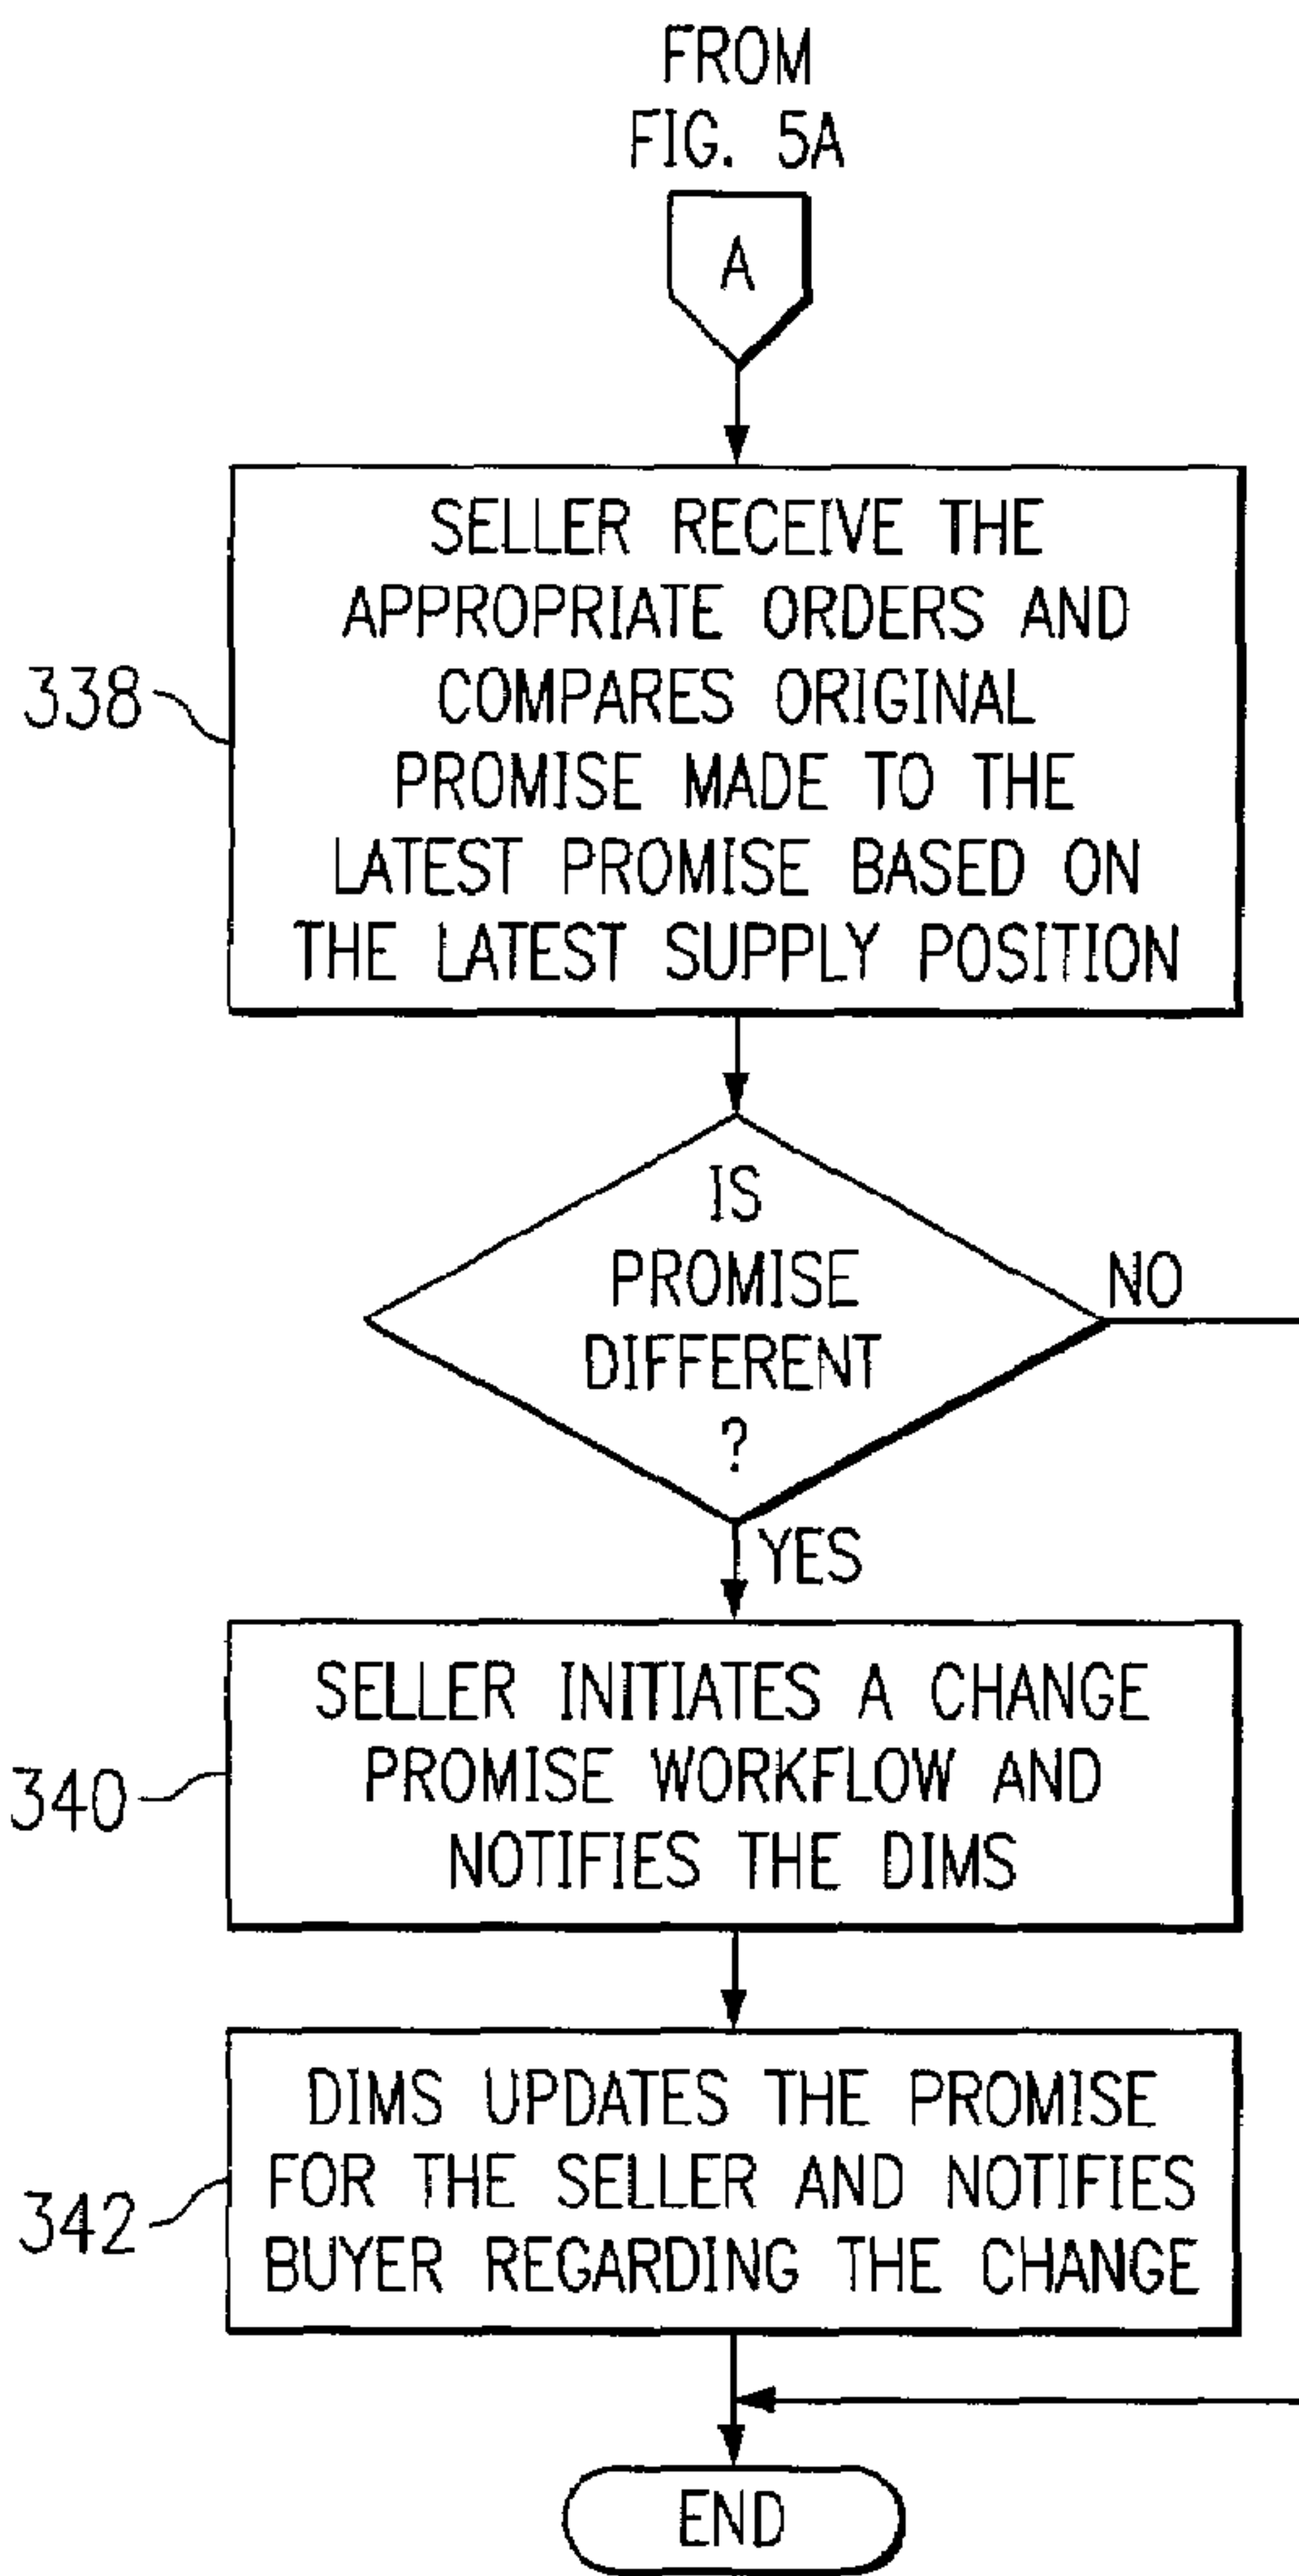 FROM
FIG. 5A
A
SELLER RECEIVE THE
APPROPRIATE ORDERS AND
COMPARES ORIGINAL
PROMISE MADE TO THE
LATEST PROMISE BASED ON
THE LATEST SUPPLY POSITION
338
IS
PROMISE
DIFFERENT
?
NO
YES
SELLER INITIATES A CHANGE
PROMISE WORKFLOW AND
NOTIFIES THE DIMS
340
DIMS UPDATES THE PROMISE
FOR THE SELLER AND NOTIFIES
BUYER REGARDING THE CHANGE
342
END